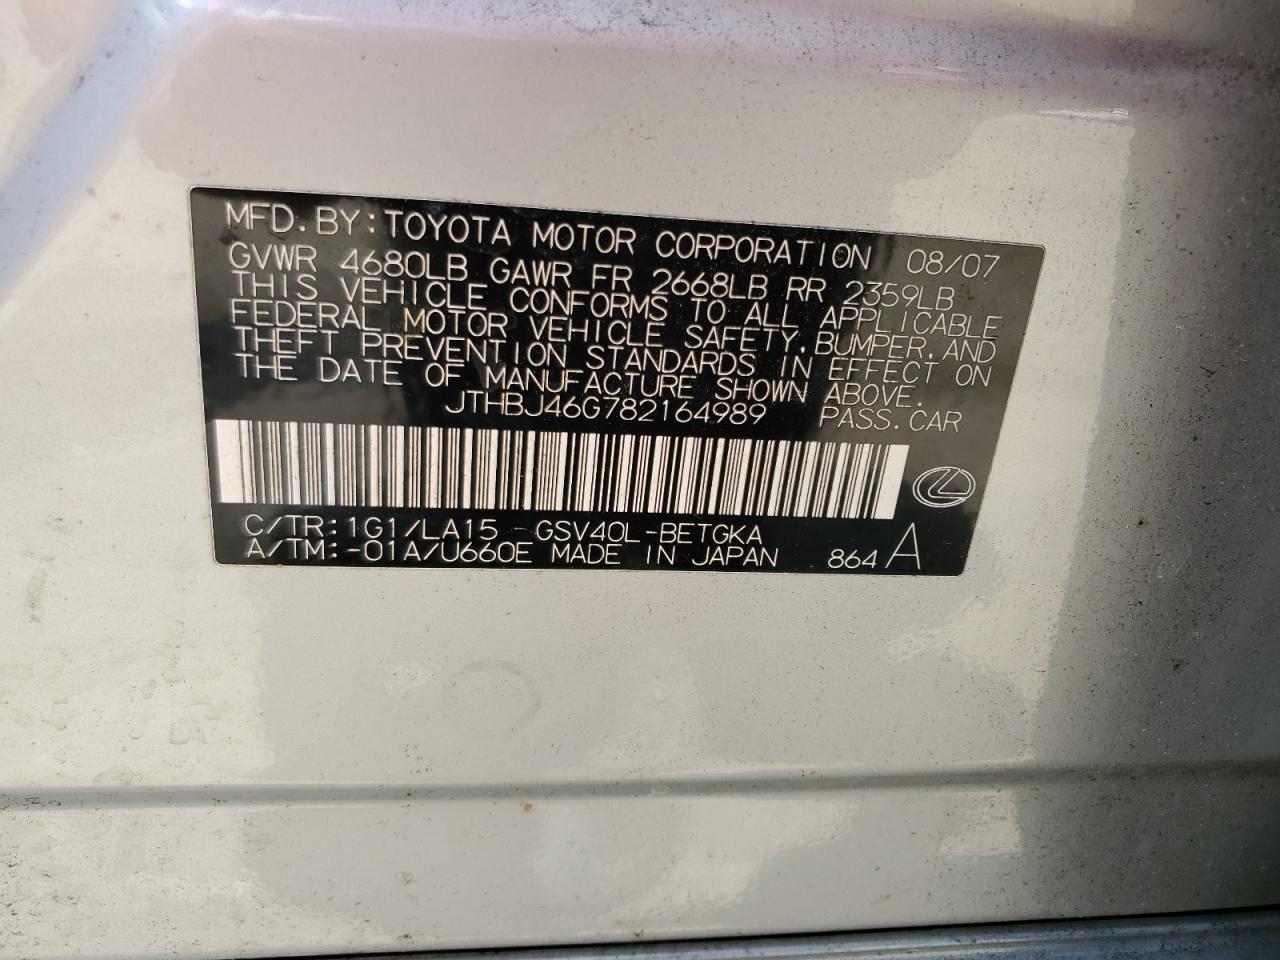 MFD. BY: TOYOTA MOTOR CORPORATION 08/07
GVWR 4680LB GAWR FR 2668LB RR 2359LB
THIS VEHICLE CONFORMS TO ALL APPLICABLE
FEDERAL MOTOR VEHICLE SAFETY, BUMPER, AND
THEFT PREVENTION STANDARDS IN EFFECT ON
THE DATE OF MANUFACTURE SHOWN ABOVE.
JTHBJ46G782164989 PASS. CAR
C/TR: 1G1/LA15 GSV40L-BETGKA
A/TM: -01A/U660E MADE IN JAPAN 864 A